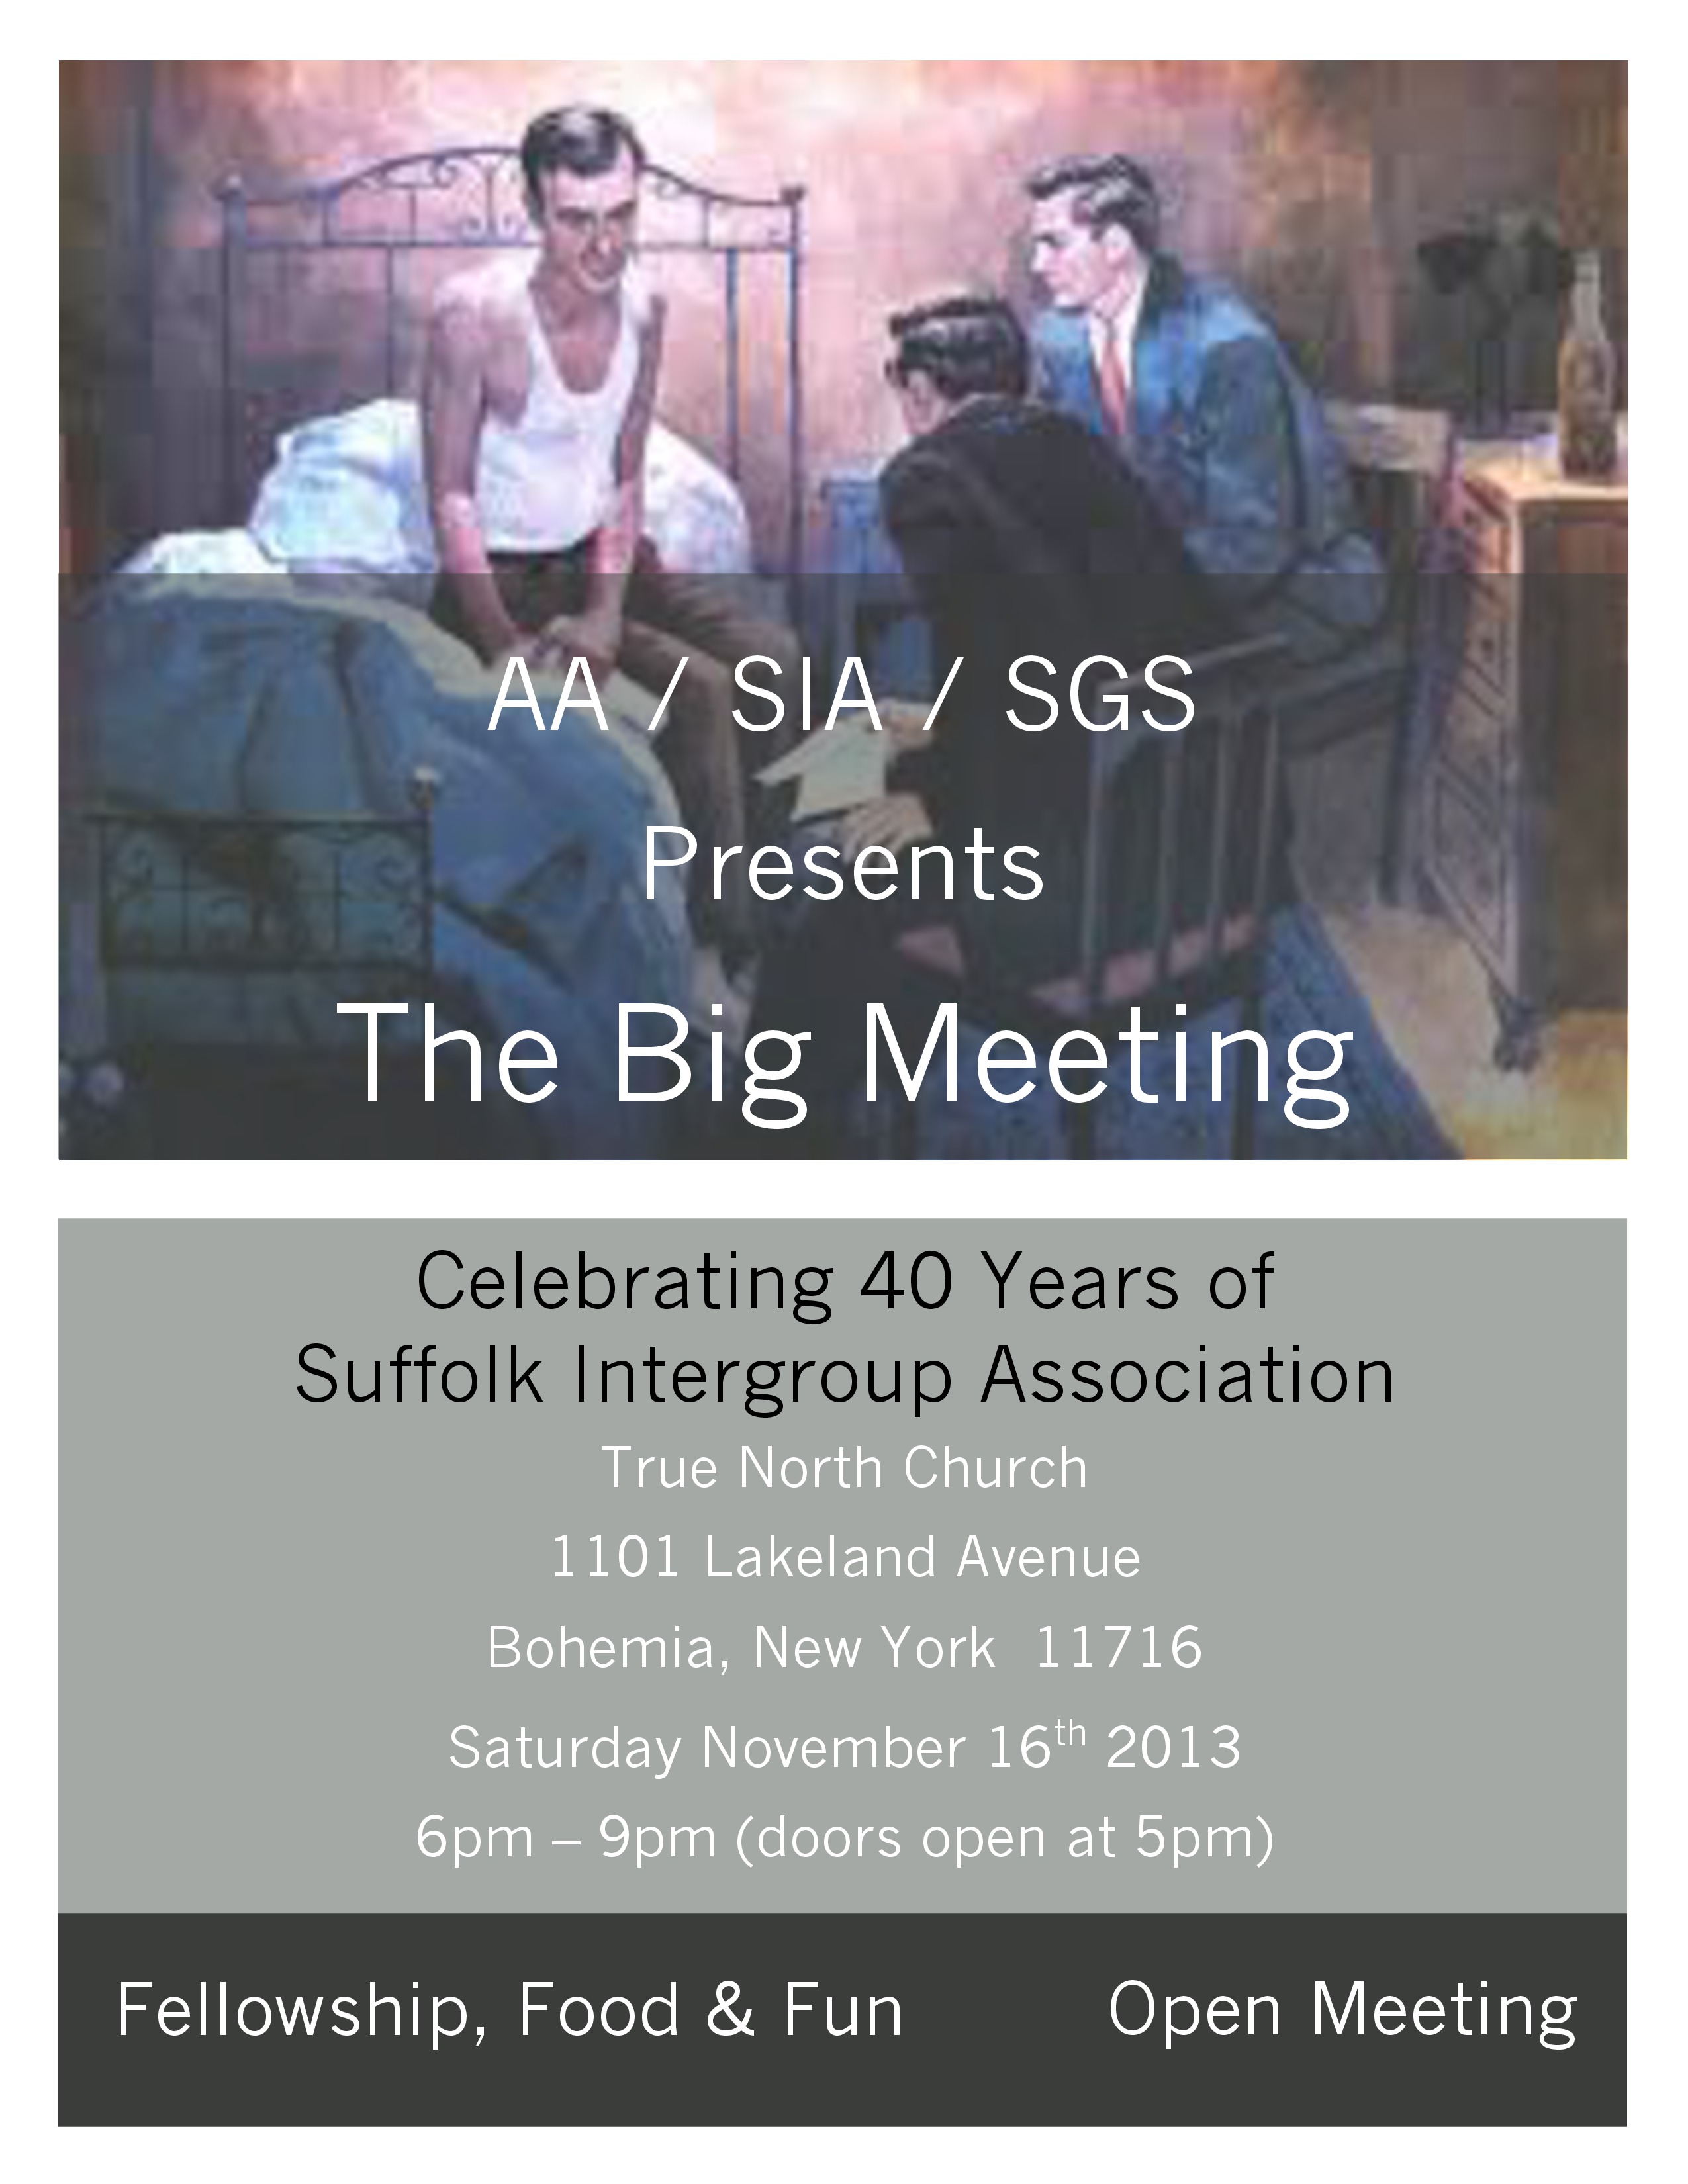 AA / SIA / SGS
Presents
The Big Meeting
Celebrating 40 Years of
Suffolk Intergroup Association
True North Church
1101 Lakeland Avenue
Bohemia, New York  11716
Saturday November 16th 2013
6pm – 9pm (doors open at 5pm)
Fellowship, Food & Fun
Open Meeting